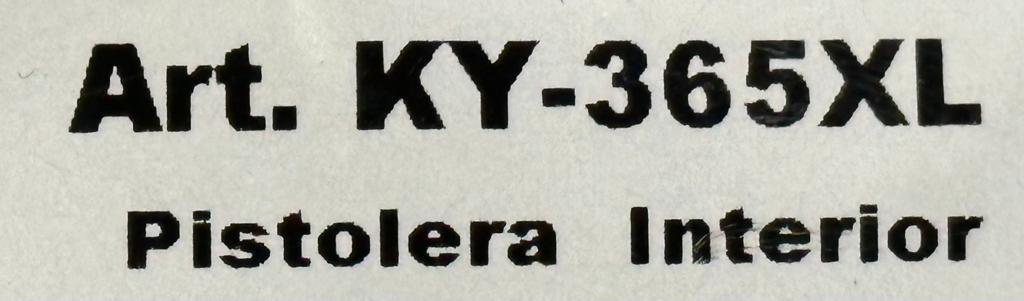 Art. KY-365XL
Pistolera Interior